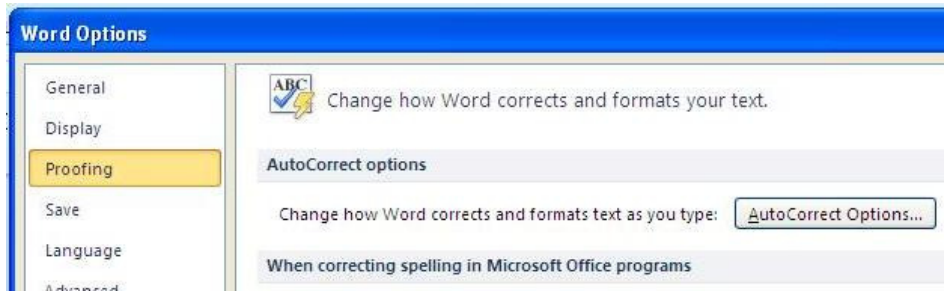 Word Options
General
Display
Proofing
Save
Language
Advanced
ABC
Change how Word corrects and formats your text.
AutoCorrect options
Change how Word corrects and formats text as you type: AutoCorrect Options...
When correcting spelling in Microsoft Office programs